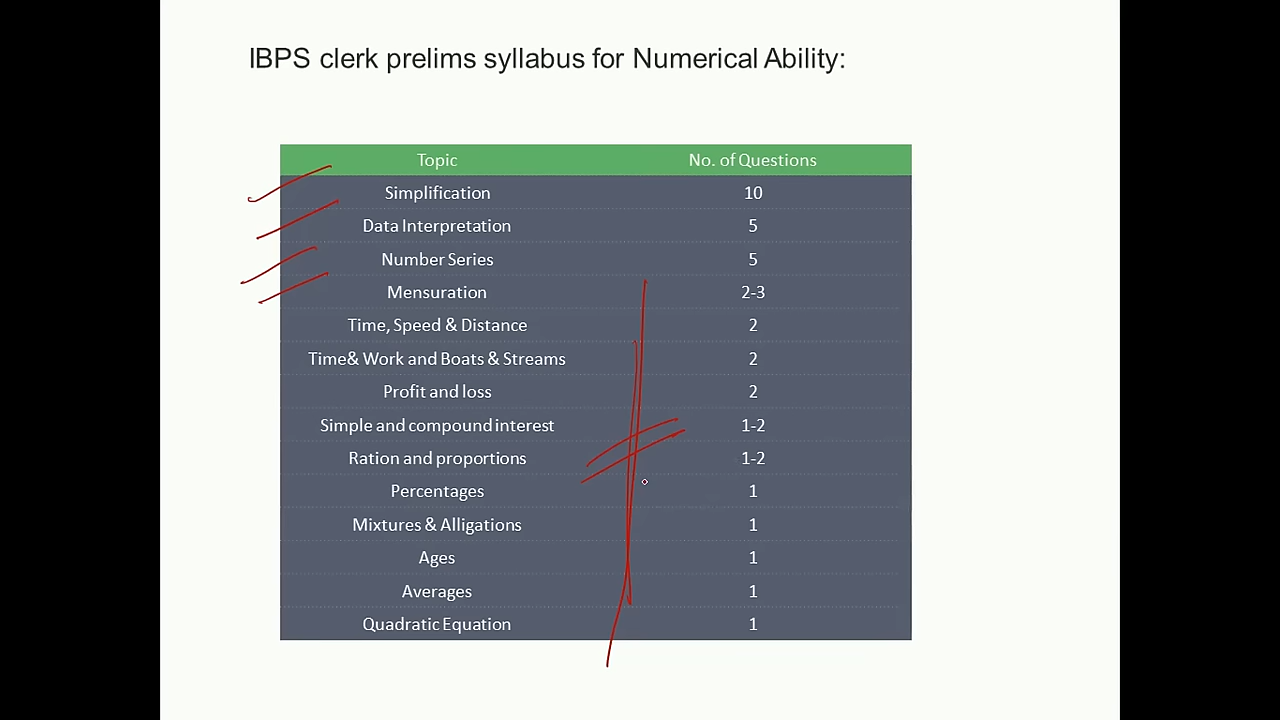 IBPS clerk prelims syllabus for Numerical Ability:
Topic No. of Questions
Simplification 10
Data Interpretation 5
Number Series 5
Mensuration 2-3
Time, Speed & Distance 2
Time& Work and Boats & Streams 2
Profit and loss 2
Simple and compound interest 1-2
Ration and proportions 1-2
Percentages 1
Mixtures & Alligations 1
Ages 1
Averages 1
Quadratic Equation 1